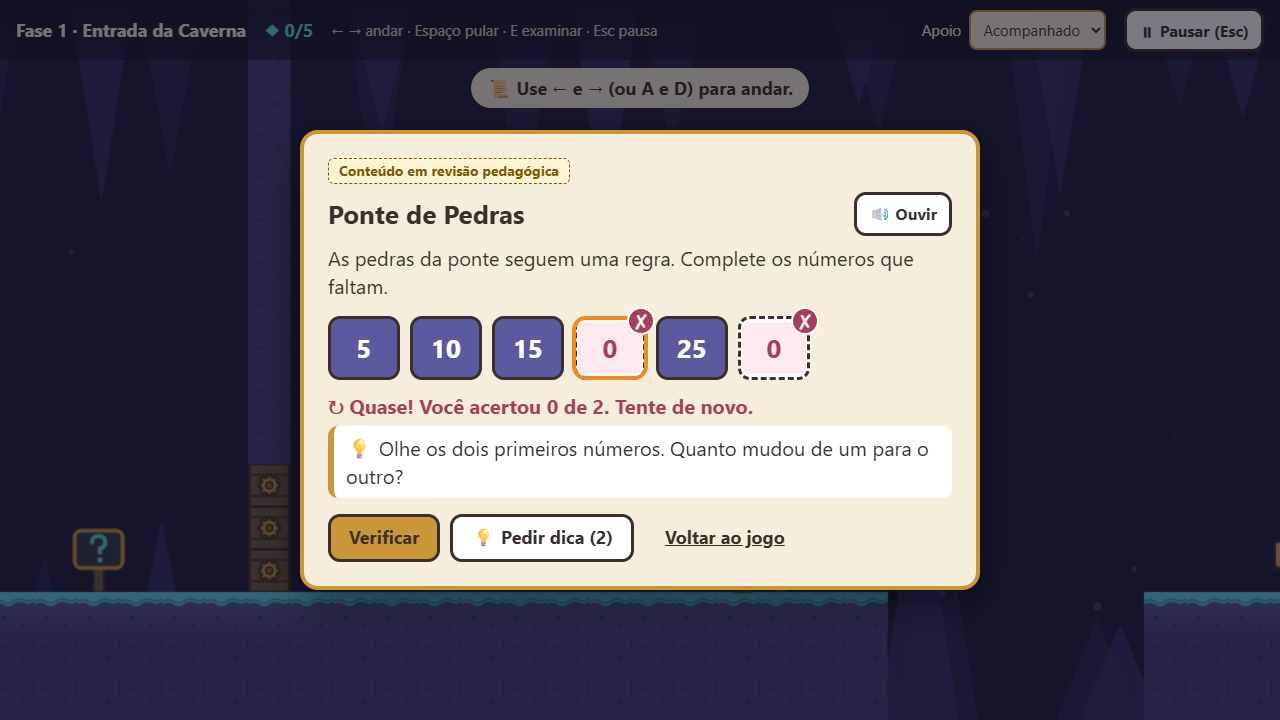 Fase 1 · Entrada da Caverna ◆ 0/5 ← → andar · Espaço pular · E examinar · Esc pausa Apoio Acompanhado ⏸ Pausar (Esc)
📜 Use ← e → (ou A e D) para andar.
Conteúdo em revisão pedagógica
Ponte de Pedras
🔊 Ouvir
As pedras da ponte seguem uma regra. Complete os números que
faltam.
5 10 15 0 ✗ 25 0 ✗
↻ Quase! Você acertou 0 de 2. Tente de novo.
💡 Olhe os dois primeiros números. Quanto mudou de um para o
outro?
Verificar 💡 Pedir dica (2) Voltar ao jogo
?